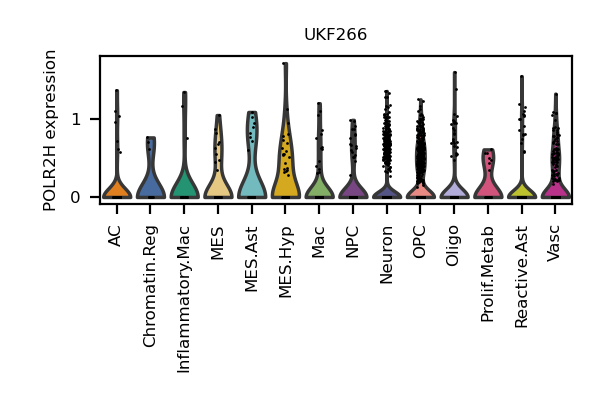 UKF266
POLR2H expression
1
0
AC
Chromatin.Reg
Inflammatory.Mac
MES
MES.Ast
MES.Hyp
Mac
NPC
Neuron
OPC
Oligo
Prolif.Metab
Reactive.Ast
Vasc